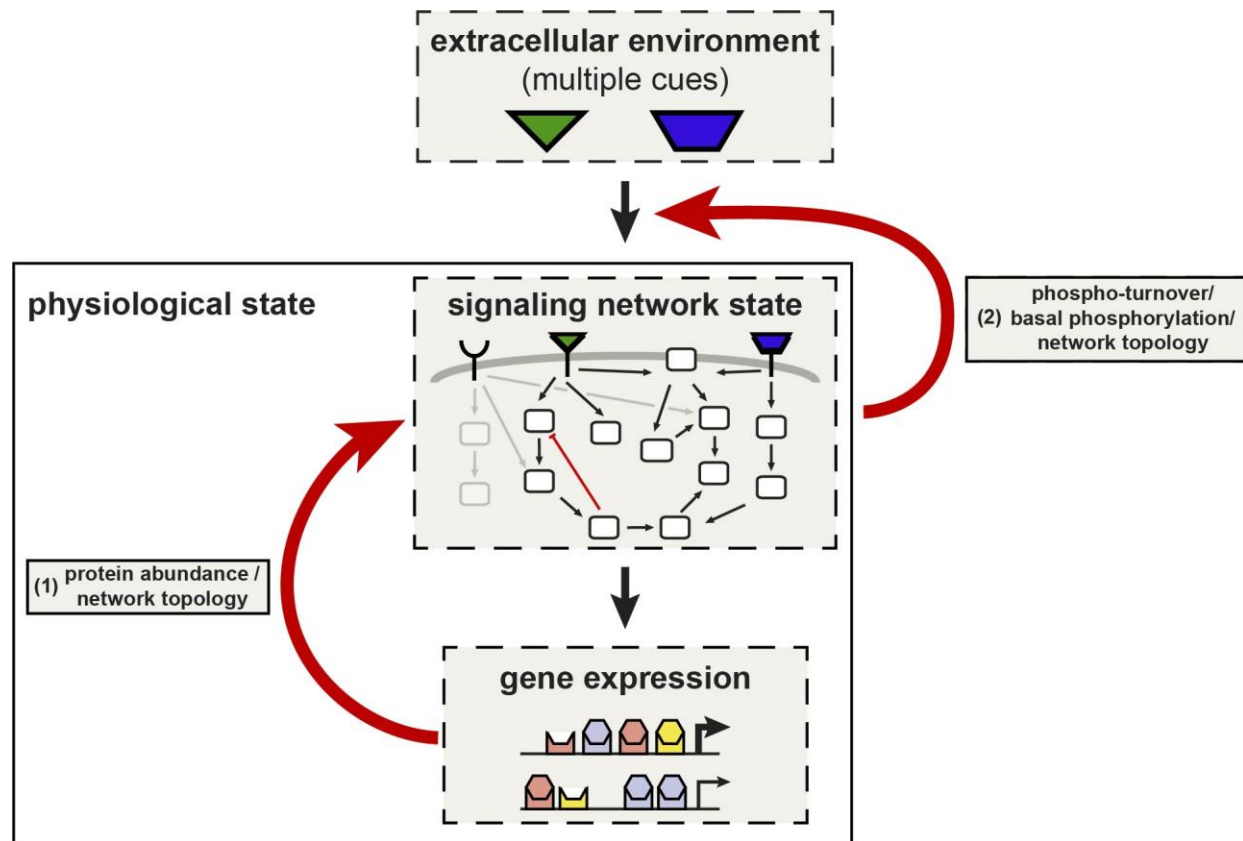 extracellular environment
(multiple cues)
physiological state
signaling network state
(2) phospho-turnover/
basal phosphorylation/
network topology
(1) protein abundance /
network topology
gene expression